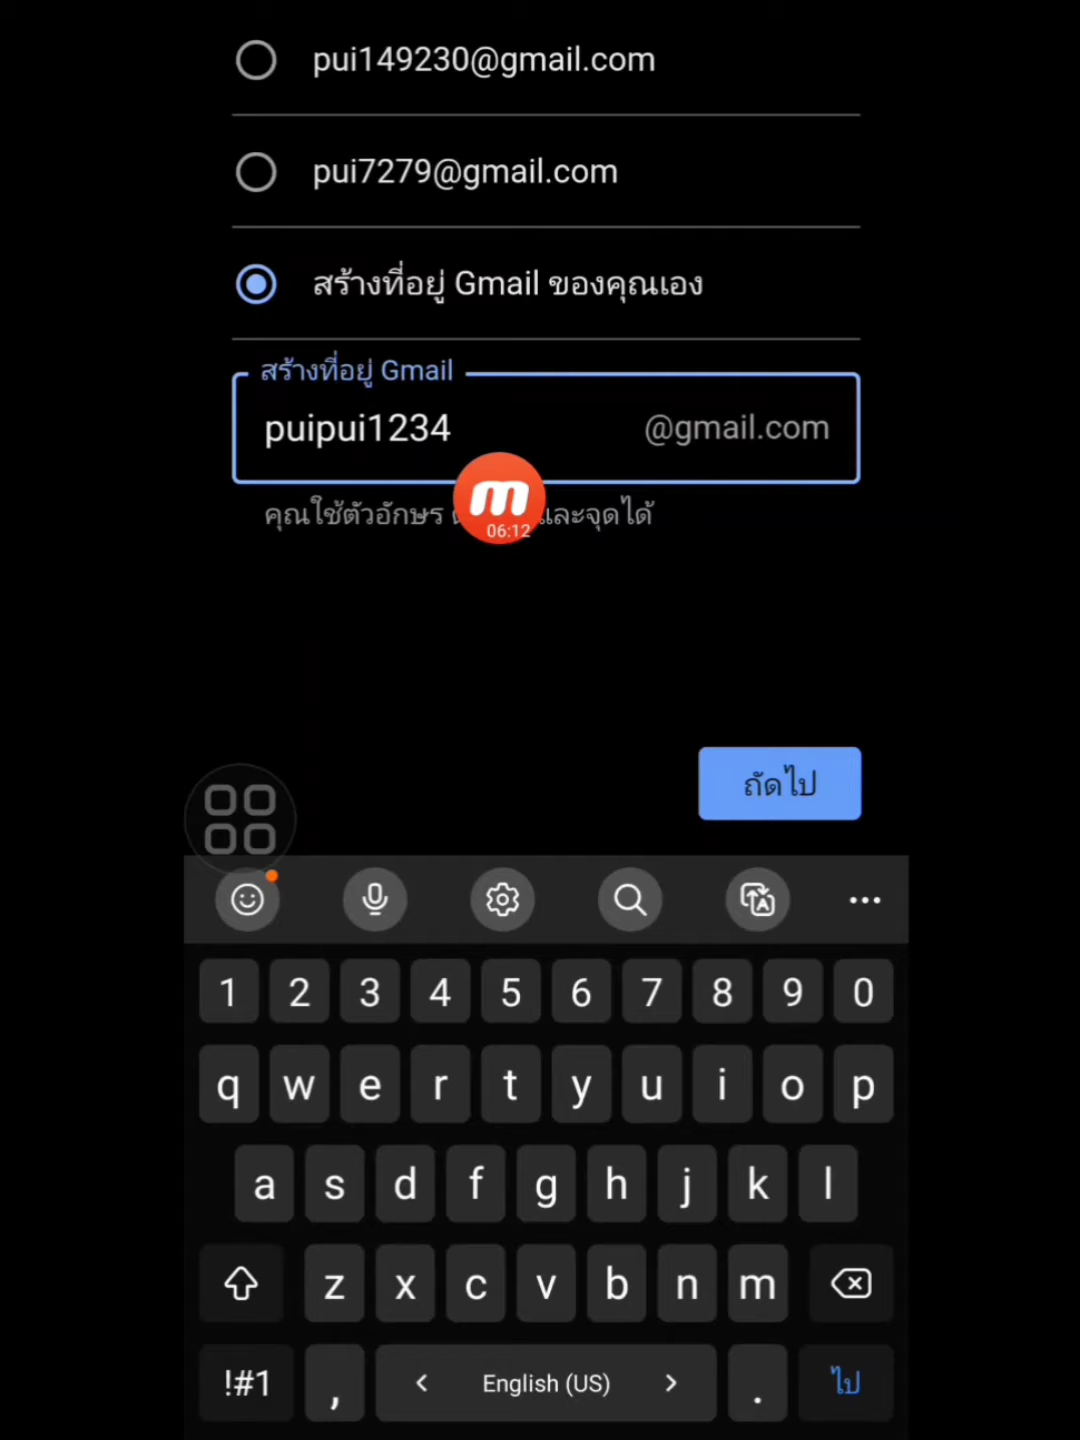 pui149230@gmail.com
pui7279@gmail.com
สร้างที่อยู่ Gmail ของคุณเอง
สร้างที่อยู่ Gmail
puipui1234 @gmail.com
คุณใช้ตัวอักษร และจุดได้
m
06:12
ถัดไป
1 2 3 4 5 6 7 8 9 0
q w e r t y u i o p
a s d f g h j k l
z x c v b n m
!#1 , < English (US) > . ไป